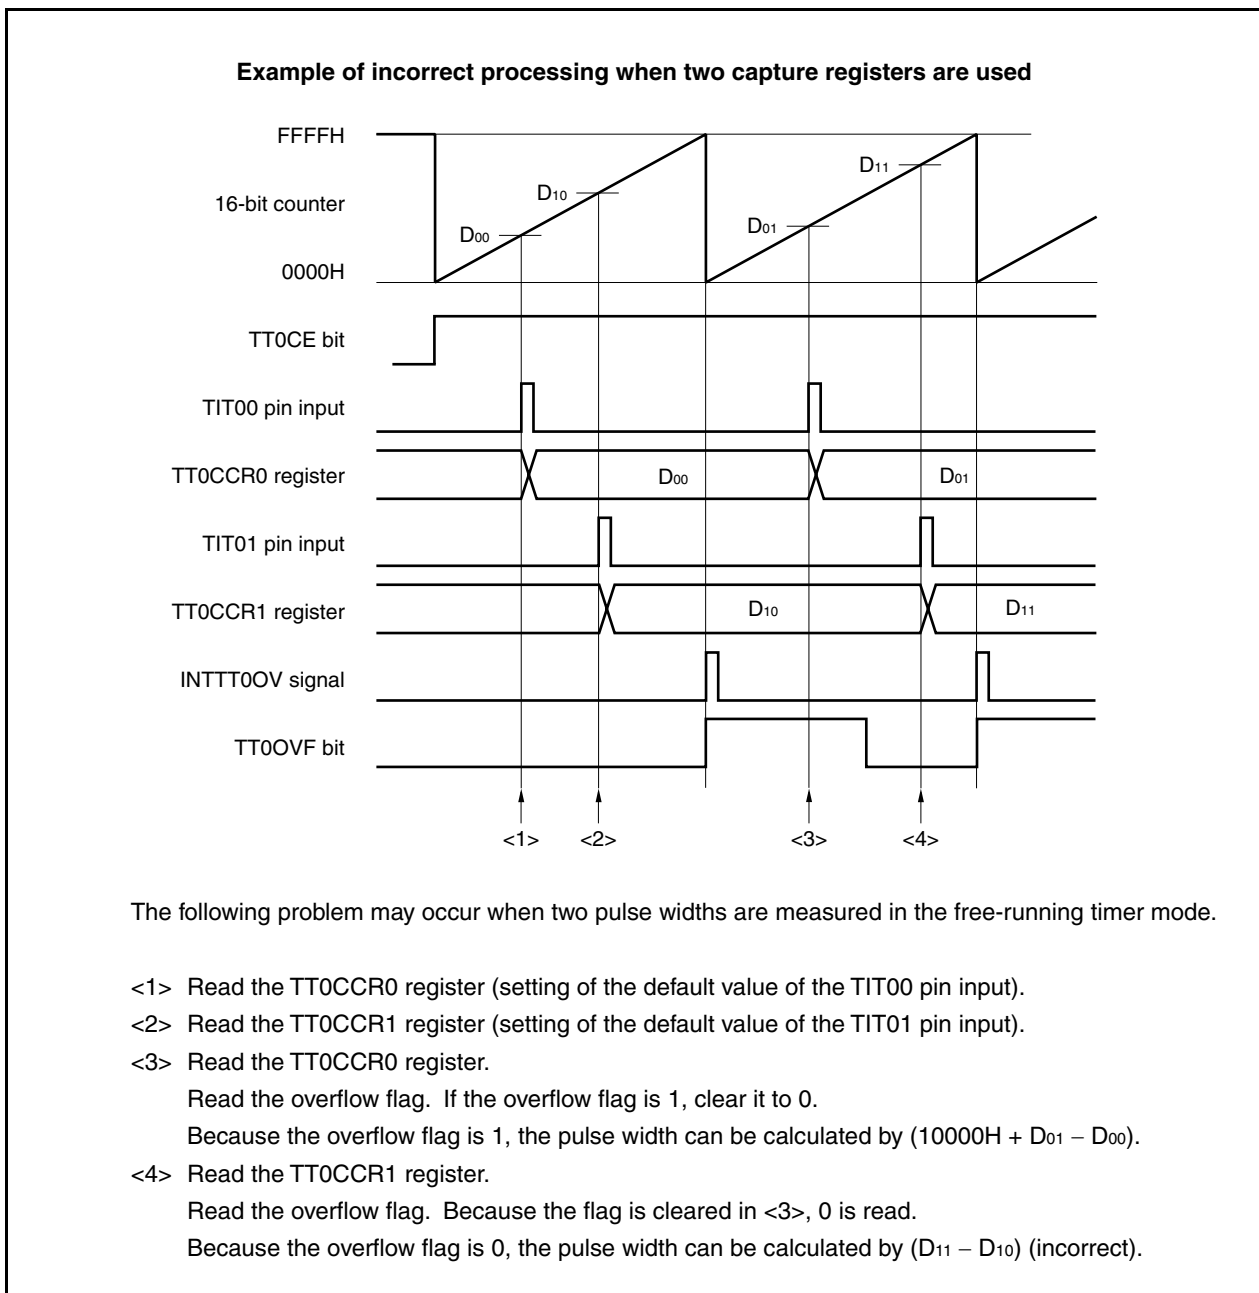 Example of incorrect processing when two capture registers are used
FFFFH
D11
D10
16-bit counter
D01
D00
0000H
TT0CE bit
TIT00 pin input
TT0CCR0 register
D00
D01
TIT01 pin input
TT0CCR1 register
D10
D11
INTTT0OV signal
TT0OVF bit
<1>
<2>
<3>
<4>
The following problem may occur when two pulse widths are measured in the free-running timer mode.
<1> Read the TT0CCR0 register (setting of the default value of the TIT00 pin input).
<2> Read the TT0CCR1 register (setting of the default value of the TIT01 pin input).
<3> Read the TT0CCR0 register.
Read the overflow flag. If the overflow flag is 1, clear it to 0.
Because the overflow flag is 1, the pulse width can be calculated by (10000H + D01 − D00).
<4> Read the TT0CCR1 register.
Read the overflow flag. Because the flag is cleared in <3>, 0 is read.
Because the overflow flag is 0, the pulse width can be calculated by (D11 − D10) (incorrect).